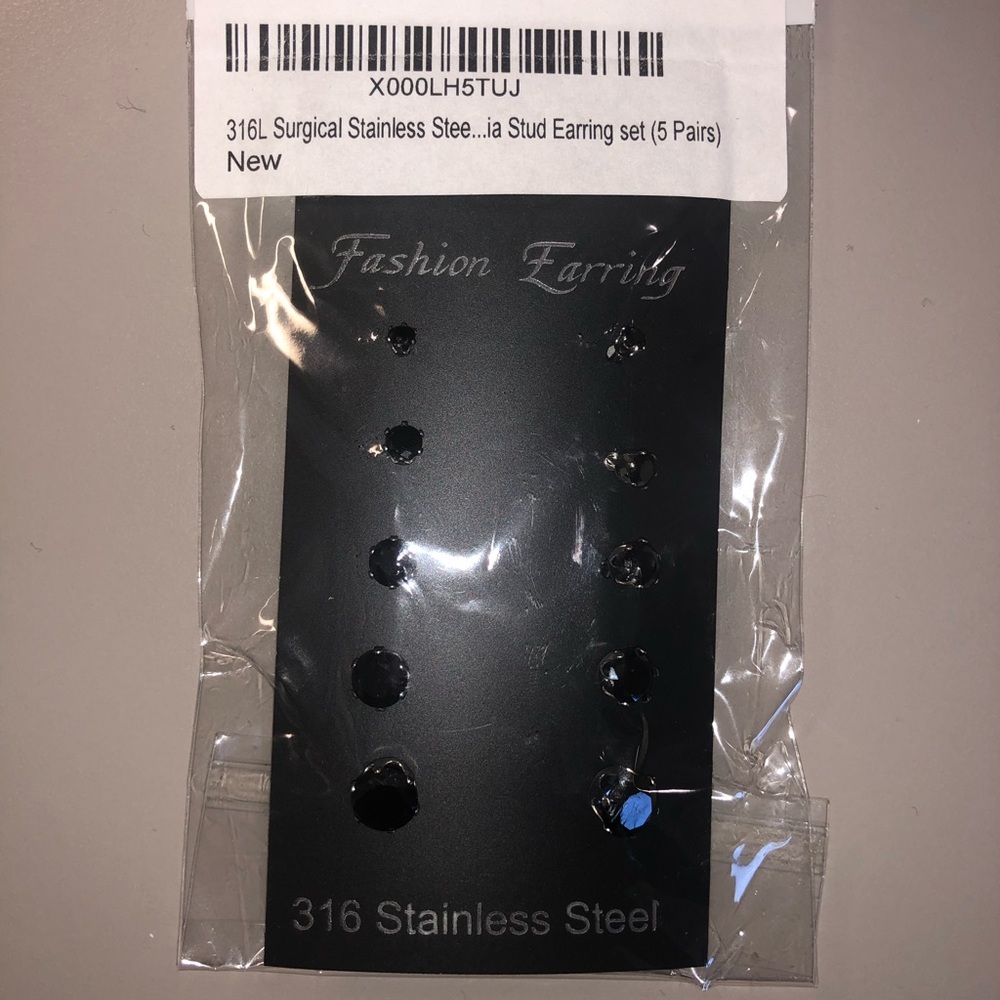 X000LH5TUJ
316L Surgical Stainless Stee...ia Stud Earring set (5 Pairs)
New
Fashion Earring
316 Stainless Steel